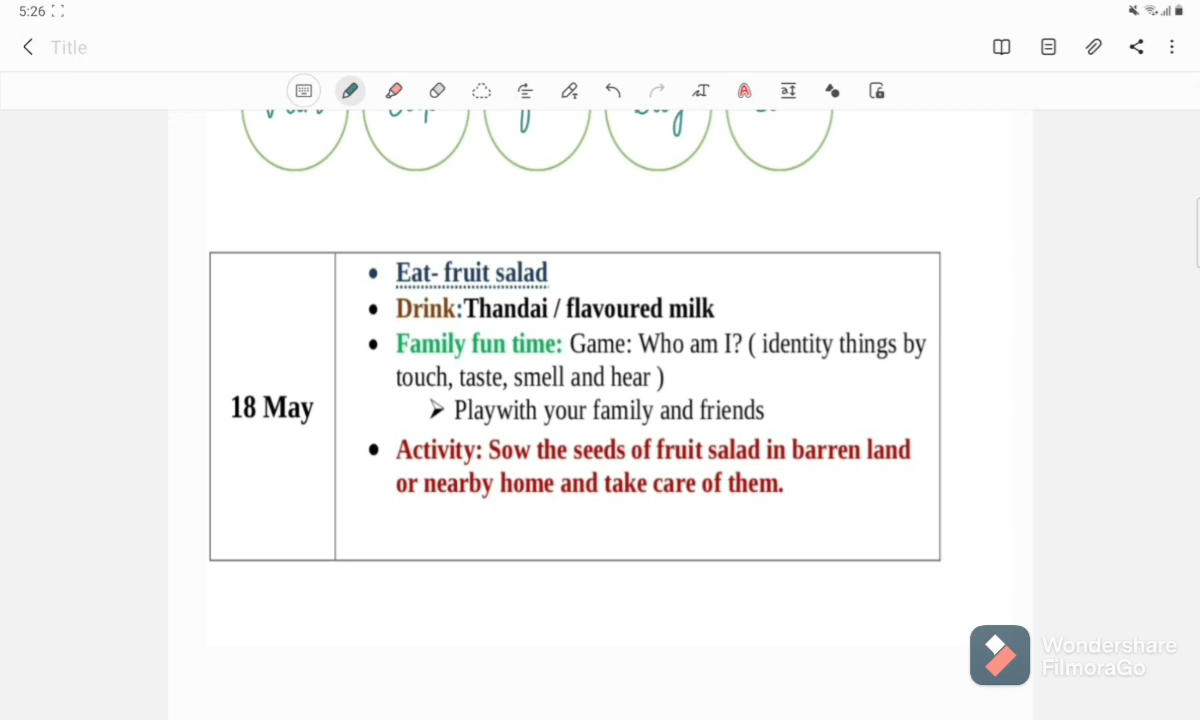 5:26
Title
Eat- fruit salad
Drink:Thandai / flavoured milk
Family fun time: Game: Who am I? ( identity things by
touch, taste, smell and hear )
Playwith your family and friends
18 May
Activity: Sow the seeds of fruit salad in barren land
or nearby home and take care of them.
Wondershare
FilmoraGo